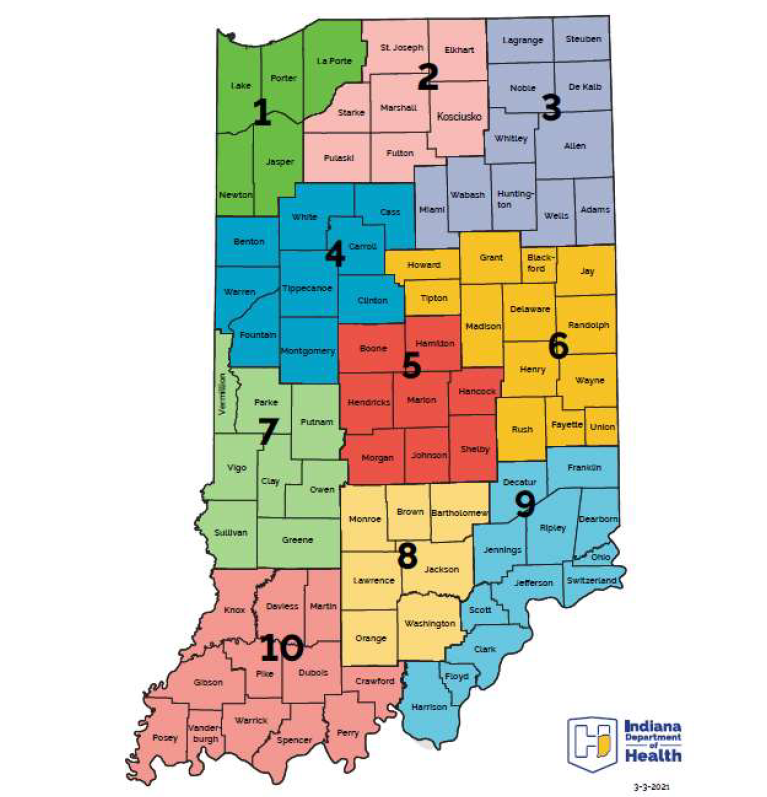 Lagrange
Steuben
St. Joseph
Elkhart
La Porte
Porter
Lake
2
Noble
De Kalb
1
Starke
Marshall
Kosciusko
3
Whitley
Allen
Jasper
Pulaski
Fulton
Newton
Miami
Wabash
Hunting-
ton
Wells
Adams
White
Cass
Benton
4
Carroll
Howard
Grant
Black-
ford
Jay
Warren
Tippecanoe
Clinton
Tipton
Madison
Delaware
Randolph
Fountain
Montgomery
Boone
Hamilton
5
6
Vermillion
Parke
Putnam
Hendricks
Marion
Hancock
Henry
Wayne
7
Rush
Fayette
Union
Vigo
Clay
Owen
Morgan
Johnson
Shelby
Franklin
Decatur
9
Sullivan
Greene
Monroe
Brown
Bartholomew
Ripley
Dearborn
8
Jennings
Ohio
Lawrence
Jackson
Jefferson
Switzerland
Knox
Daviess
Martin
Scott
Orange
Washington
Clark
10
Gibson
Pike
Dubois
Crawford
Floyd
Harrison
Posey
Vander-
burgh
Warrick
Spencer
Perry
Indiana
Department
of
Health
3-3-2021